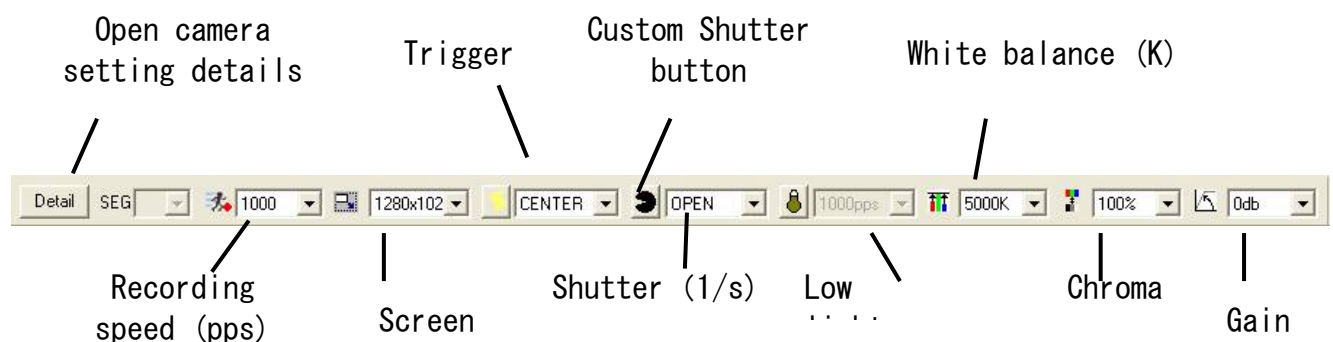 Open camera
setting details
Trigger
Custom Shutter
button
White balance (K)
Detail SEG 1000 1280x102 CENTER OPEN 1000pps 5000K 100% 0db
Recording
speed (pps)
Screen
Shutter (1/s)
Low
Chroma
Gain